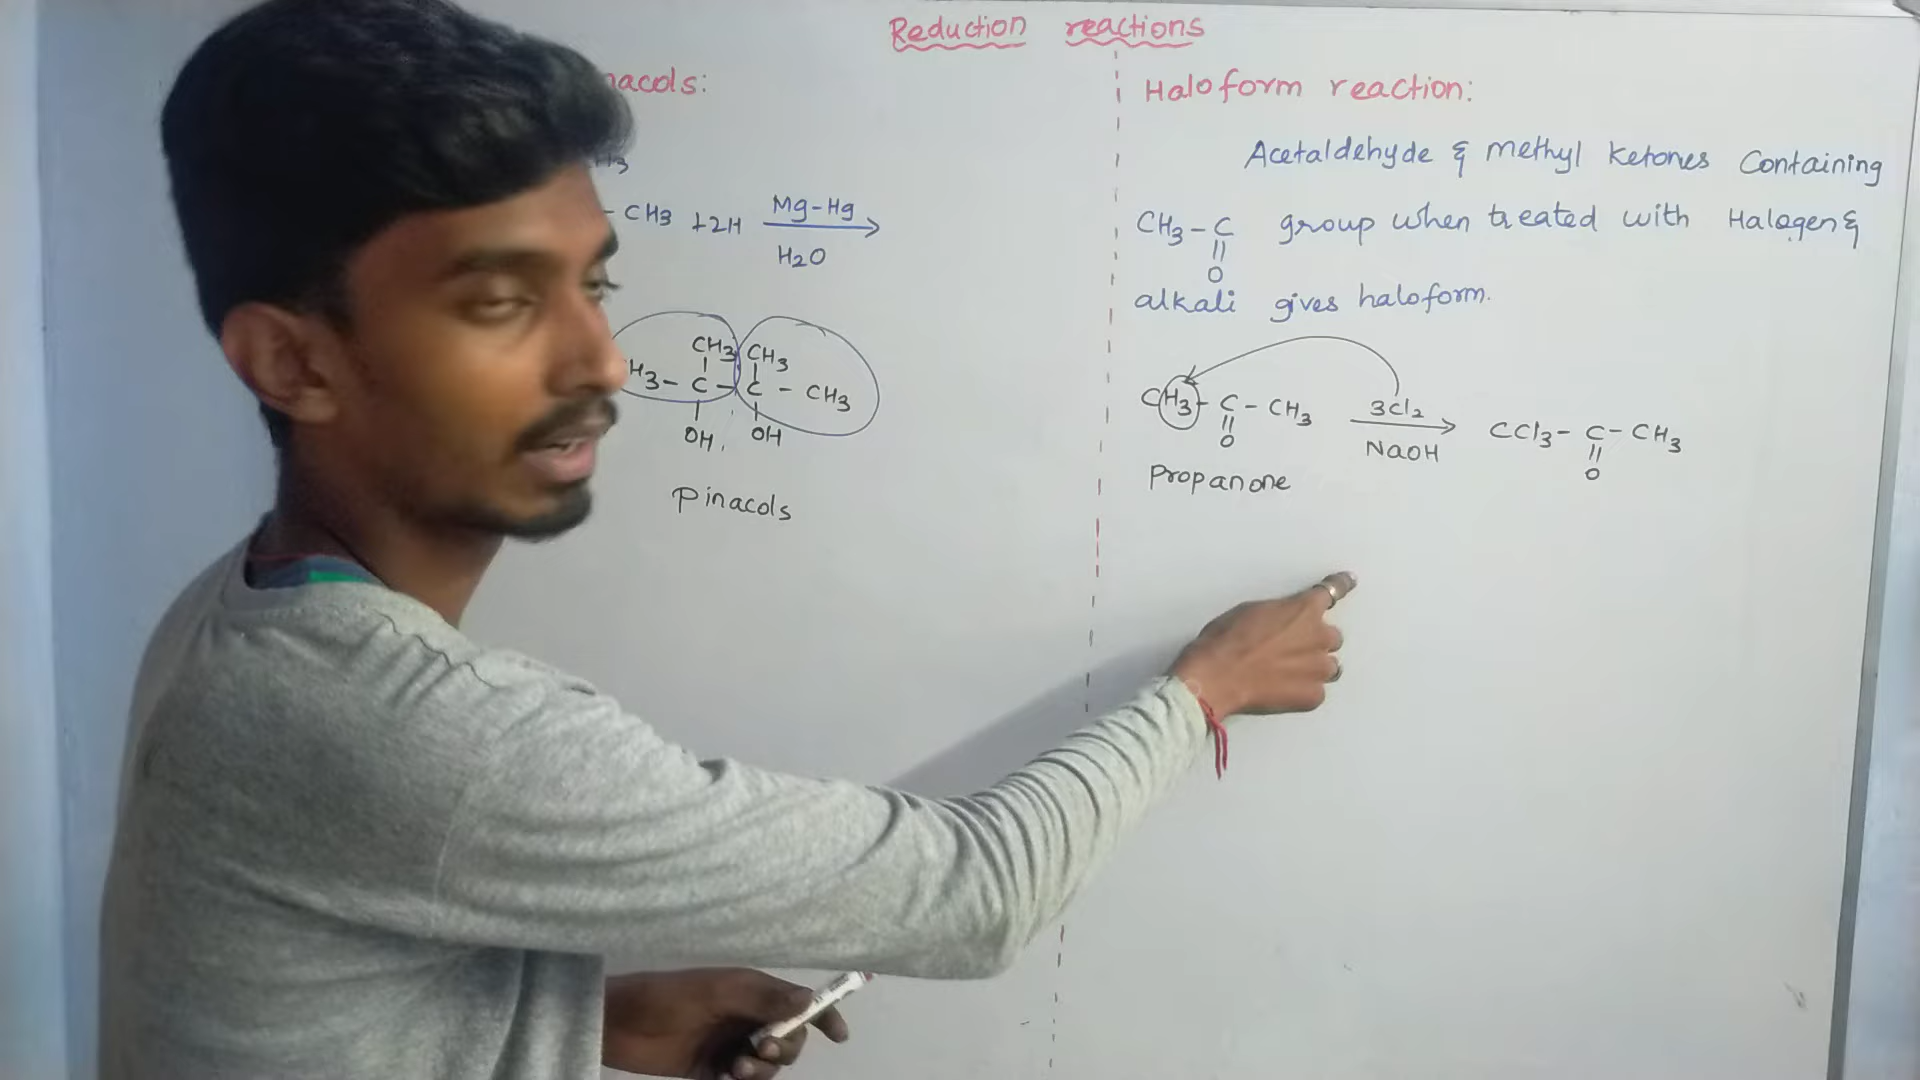 Reduction reactions
nacols:
H3
- CH3 +2H Mg-Hg
H2O
CH3 CH3
H3- C - C - CH3
OH, OH
Pinacols
Haloform reaction:
Acetaldehyde & methyl Ketones Containing
CH3-C group when treated with Halogen &
||
O
alkali gives haloform.
CH3-C-CH3 3Cl2 CCl3-C-CH3
|| NaOH ||
O O
Propanone